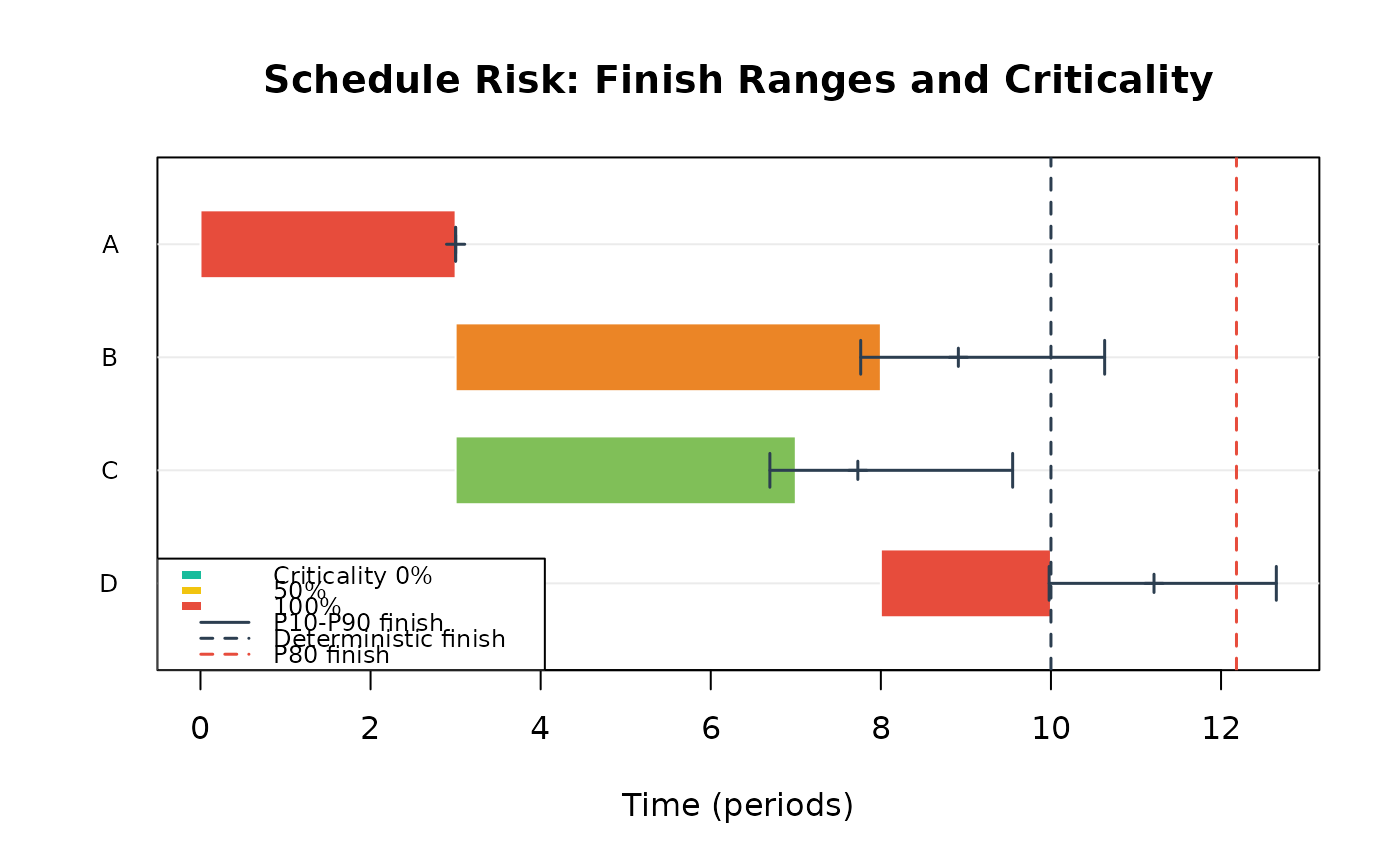 Schedule Risk: Finish Ranges and Criticality
A
B
C
D
Criticality 0%
50%
100%
P10-P90 finish
Deterministic finish
P80 finish
0 2 4 6 8 10 12
Time (periods)